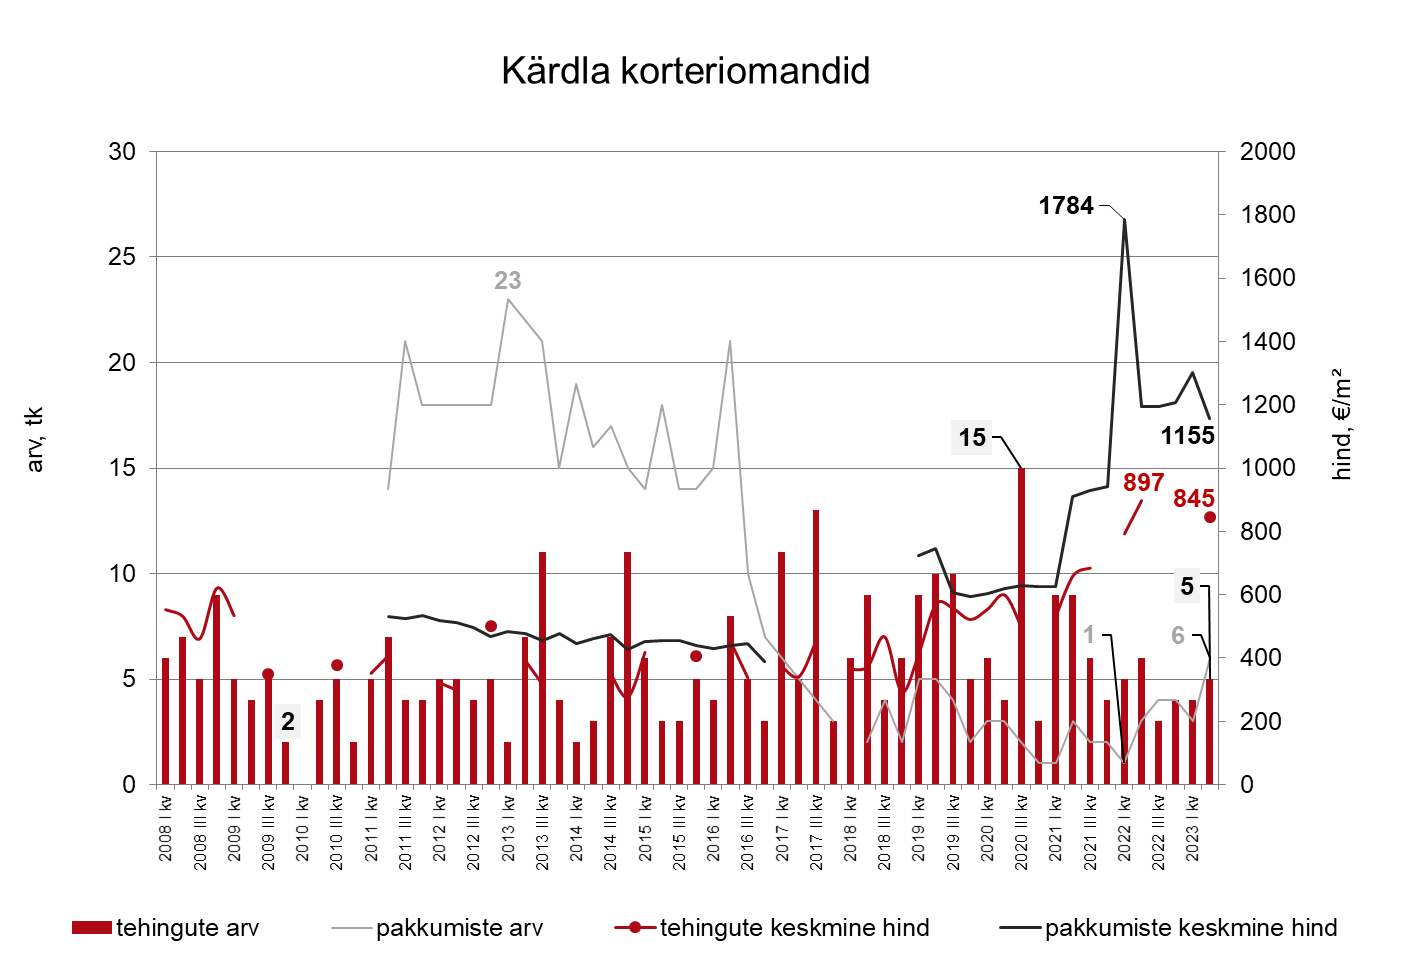 Kärdla korteriomandid
30
25
20
15
10
5
0
arv, tk
2000
1800
1600
1400
1200
1000
800
600
400
200
0
hind, €/m²
23
2
15
1784
1155
897
845
5
1
6
2008 I kv
2008 III kv
2009 I kv
2009 III kv
2010 I kv
2010 III kv
2011 I kv
2011 III kv
2012 I kv
2012 III kv
2013 I kv
2013 III kv
2014 I kv
2014 III kv
2015 I kv
2015 III kv
2016 I kv
2016 III kv
2017 I kv
2017 III kv
2018 I kv
2018 III kv
2019 I kv
2019 III kv
2020 I kv
2020 III kv
2021 I kv
2021 III kv
2022 I kv
2022 III kv
2023 I kv
tehingute arv
pakkumiste arv
tehingute keskmine hind
pakkumiste keskmine hind